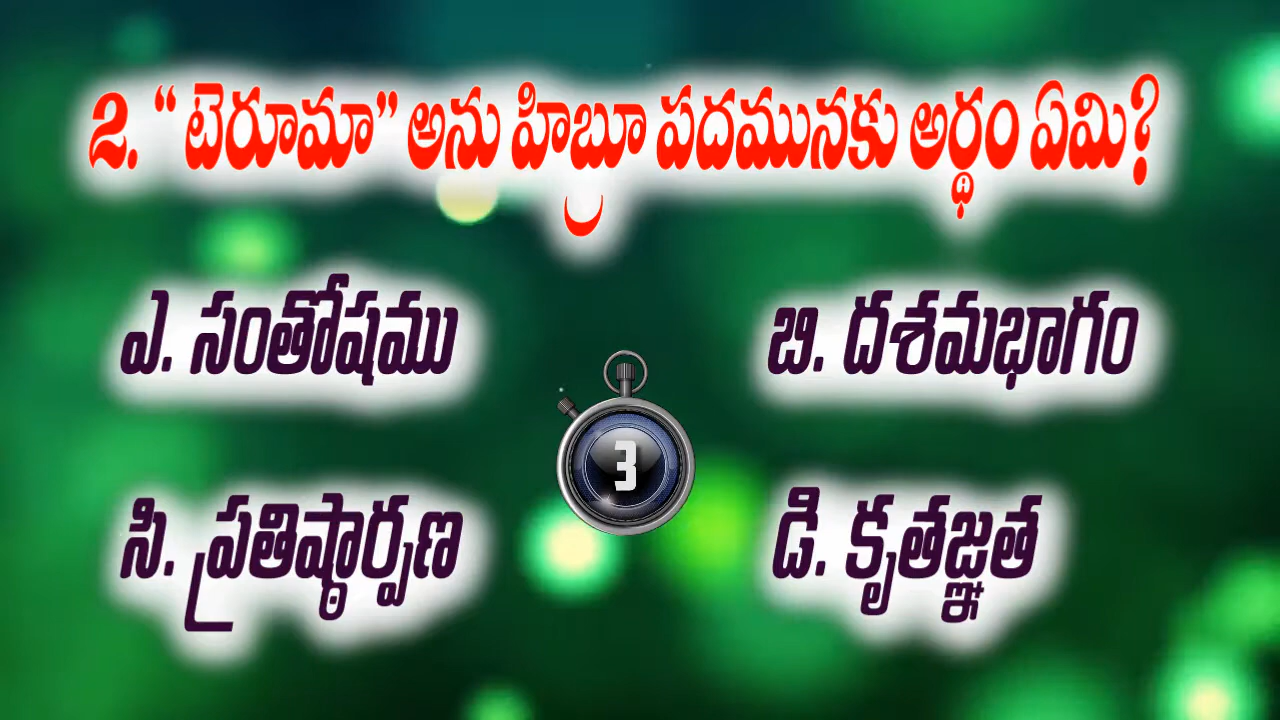 2. “ టెరూమా” అను హిబ్రూ పదమునకు అర్థం ఏమి?
ఎ. సంతోషము
బి. దశమభాగం
3
సి. ప్రతిష్ఠార్పణ
డి. కృతజ్ఞత